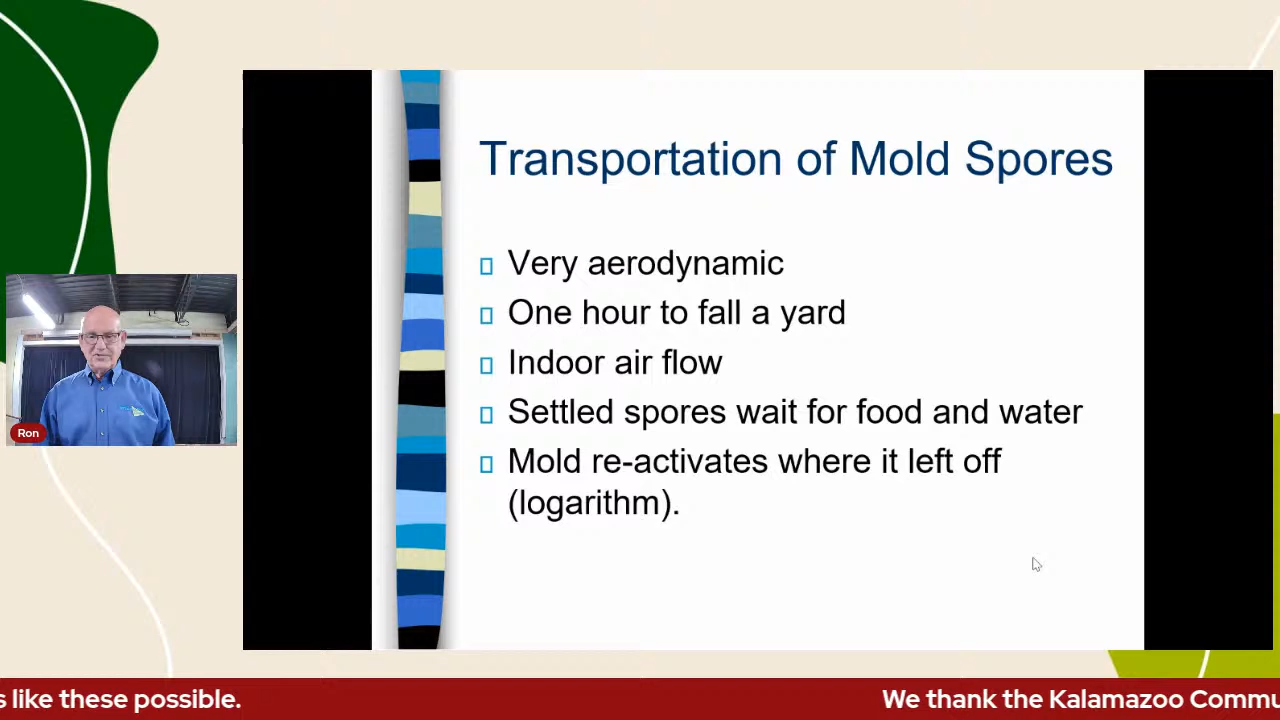 Transportation of Mold Spores
Very aerodynamic
One hour to fall a yard
Indoor air flow
Settled spores wait for food and water
Mold re-activates where it left off
(logarithm).
Ron
s like these possible.
We thank the Kalamazoo Commu